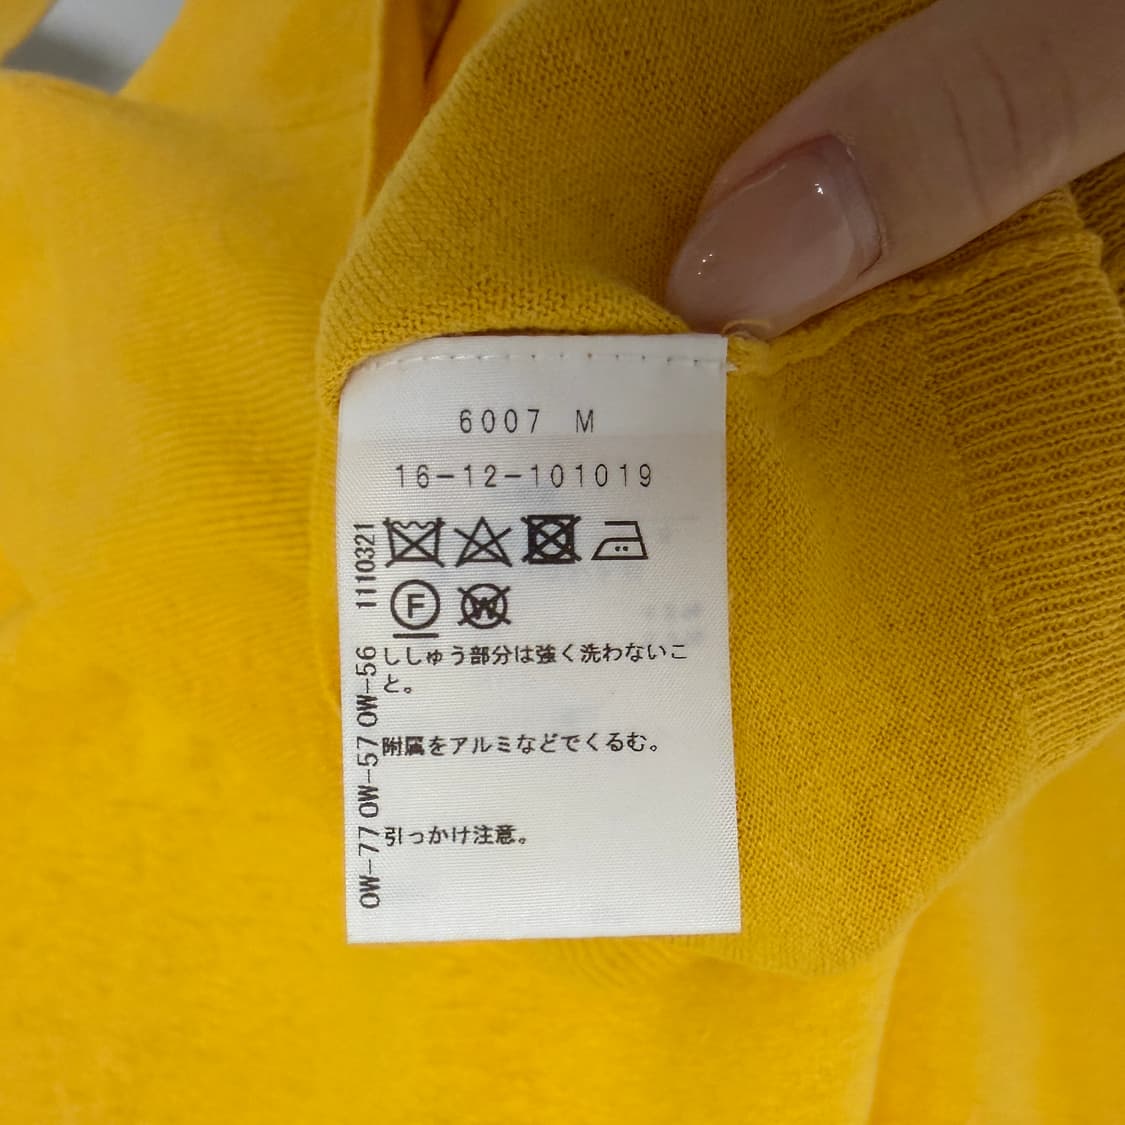 6007 M
16-12-101019
F
W
ししゅう部分は強く洗わないこ
と。
附属をアルミなどでくるむ。
引っかけ注意。
OW-77 OW-57 OW-56 1110321